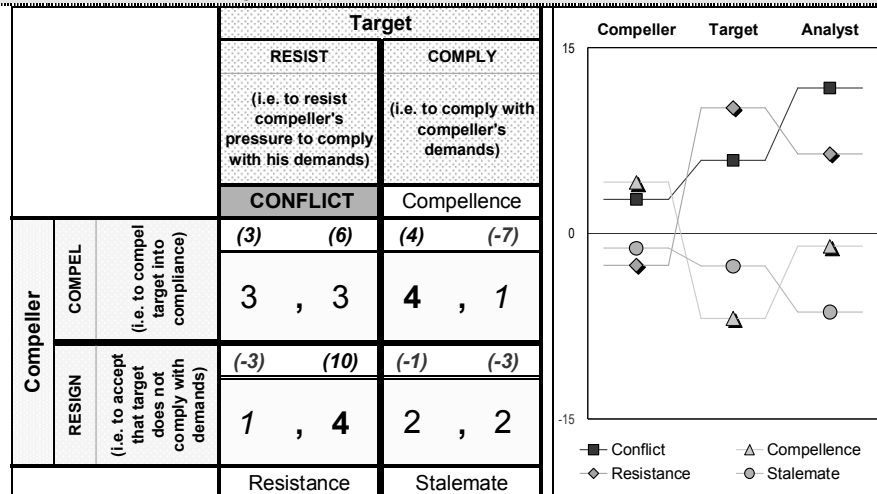 Target
RESIST COMPLY
(i.e. to resist
compeller's
pressure to comply
with his demands)
(i.e. to comply with
compeller's
demands)
CONFLICT Compellence
Compeller
COMPEL
(i.e. to compel
target into
compliance)
(3) (6) (4) (-7)
3 , 3 4 , 1
RESIGN
(i.e. to accept
that target
does not
comply with
demands)
(-3) (10) (-1) (-3)
1 , 4 2 , 2
Resistance Stalemate
Compeller Target Analyst
15
0
-15
Conflict Compellence
Resistance Stalemate